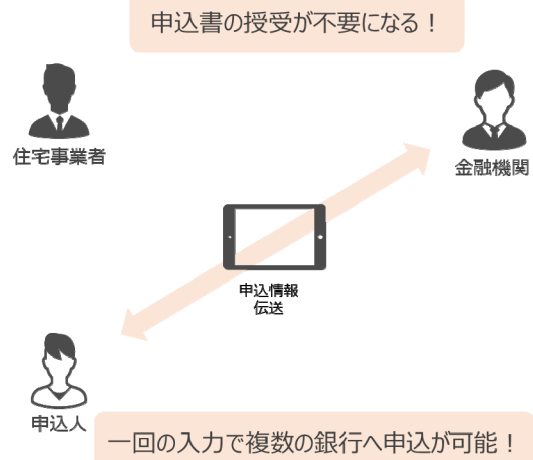 申込書の授受が不要になる！
住宅事業者
金融機関
申込情報
伝送
申込人
一回の入力で複数の銀行へ申込が可能！